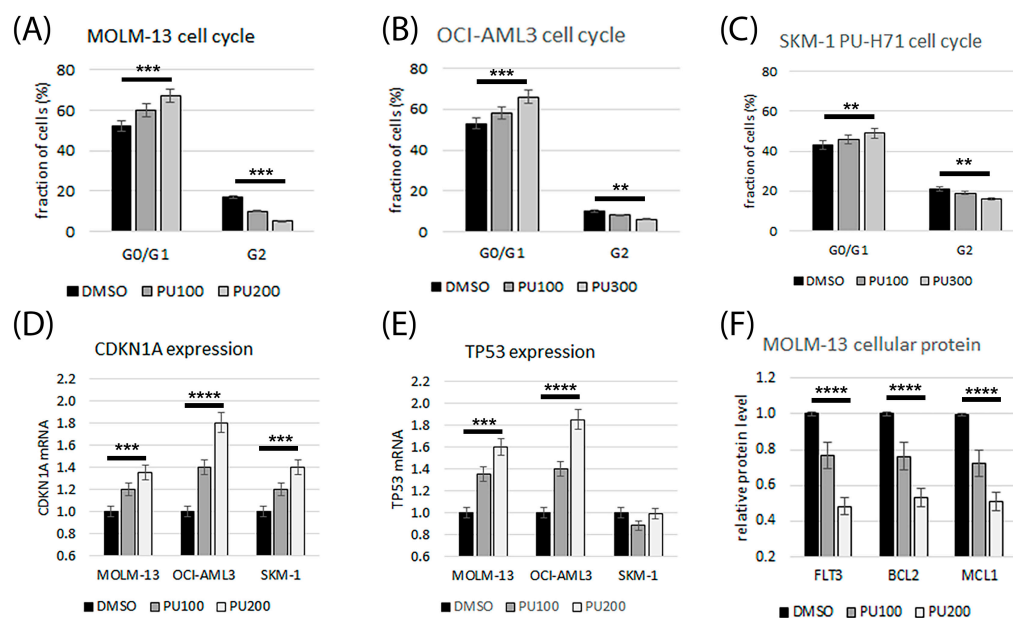 (A)
MOLM-13 cell cycle
fraction of cells (%)
80
60
40
20
0
***
***
G0/G1 G2
DMSO PU100 PU200
(B)
OCI-AML3 cell cycle
fraction of cells (%)
80
60
40
20
0
***
**
G0/G1 G2
DMSO PU100 PU300
(C)
SKM-1 PU-H71 cell cycle
fraction of cells (%)
80
60
40
20
0
**
**
G0/G1 G2
DMSO PU100 PU300
(D)
CDKN1A expression
CDKN1A mRNA
2.2
2.0
1.8
1.6
1.4
1.2
1.0
0.8
0.6
***
****
***
MOLM-13 OCI-AML3 SKM-1
DMSO PU100 PU200
(E)
TP53 expression
TP53 mRNA
2.2
2.0
1.8
1.6
1.4
1.2
1.0
0.8
0.6
***
****
MOLM-13 OCI-AML3 SKM-1
DMSO PU100 PU200
(F)
MOLM-13 cellular protein
relative protein level
1.2
1.0
0.8
0.6
0.4
0.2
****
****
****
FLT3 BCL2 MCL1
DMSO PU100 PU200